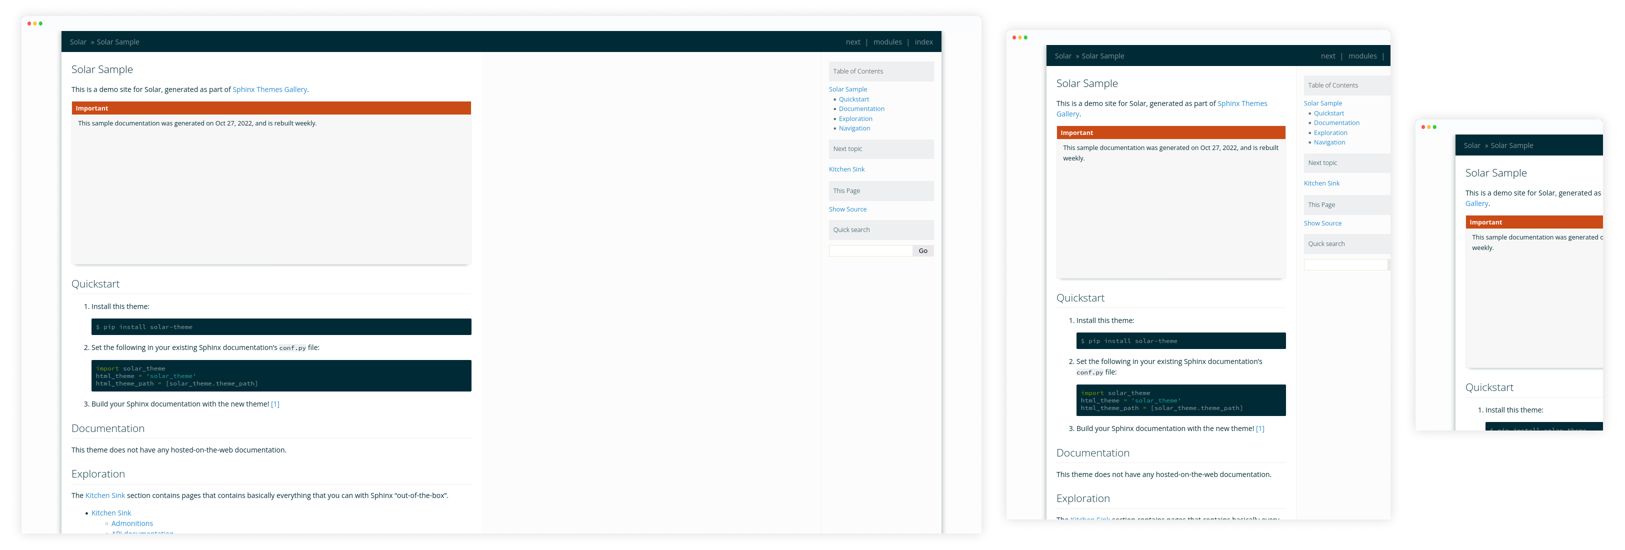 Solar » Solar Sample
next | modules | index
Solar Sample
This is a demo site for Solar, generated as part of Sphinx Themes Gallery.
Important
This sample documentation was generated on Oct 27, 2022, and is rebuilt weekly.
Quickstart
1. Install this theme:
$ pip install solar-theme
2. Set the following in your existing Sphinx documentation's conf.py file:
import solar_theme
html_theme = 'solar_theme'
html_theme_path = [solar_theme.theme_path]
3. Build your Sphinx documentation with the new theme! [1]
Documentation
This theme does not have any hosted-on-the-web documentation.
Exploration
The Kitchen Sink section contains pages that contains basically everything that you can with Sphinx “out-of-the-box”.
Kitchen Sink
Admonitions
API documentation
Table of Contents
Solar Sample
Quickstart
Documentation
Exploration
Navigation
Next topic
Kitchen Sink
This Page
Show Source
Quick search
Go
Solar » Solar Sample
next | modules |
Solar Sample
This is a demo site for Solar, generated as part of Sphinx Themes
Gallery.
Important
This sample documentation was generated on Oct 27, 2022, and is rebuilt
weekly.
Quickstart
1. Install this theme:
$ pip install solar-theme
2. Set the following in your existing Sphinx documentation's
conf.py file:
import solar_theme
html_theme = 'solar_theme'
html_theme_path = [solar_theme.theme_path]
3. Build your Sphinx documentation with the new theme! [1]
Documentation
This theme does not have any hosted-on-the-web documentation.
Exploration
The Kitchen Sink section contains pages that contains basically every
Table of Contents
Solar Sample
Quickstart
Documentation
Exploration
Navigation
Next topic
Kitchen Sink
This Page
Show Source
Quick search
Solar » Solar Sample
Solar Sample
This is a demo site for Solar, generated as
Gallery.
Important
This sample documentation was generated
weekly.
Quickstart
1. Install this theme:
$ pip install solar-theme